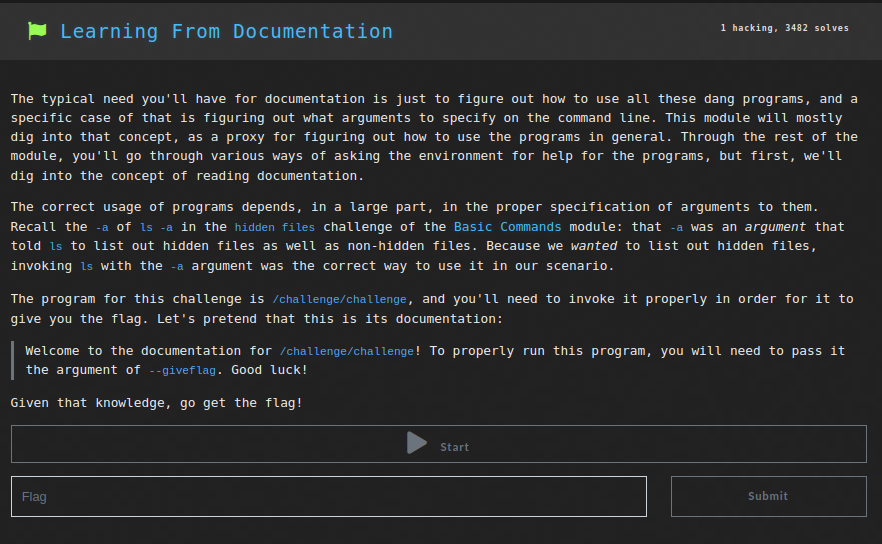 Learning From Documentation
1 hacking, 3482 solves
The typical need you'll have for documentation is just to figure out how to use all these dang programs, and a
specific case of that is figuring out what arguments to specify on the command line. This module will mostly
dig into that concept, as a proxy for figuring out how to use the programs in general. Through the rest of the
module, you'll go through various ways of asking the environment for help for the programs, but first, we'll
dig into the concept of reading documentation.
The correct usage of programs depends, in a large part, in the proper specification of arguments to them.
Recall the -a of ls -a in the hidden files challenge of the Basic Commands module: that -a was an argument that
told ls to list out hidden files as well as non-hidden files. Because we wanted to list out hidden files,
invoking ls with the -a argument was the correct way to use it in our scenario.
The program for this challenge is /challenge/challenge, and you'll need to invoke it properly in order for it to
give you the flag. Let's pretend that this is its documentation:
Welcome to the documentation for /challenge/challenge! To properly run this program, you will need to pass it
the argument of --giveflag. Good luck!
Given that knowledge, go get the flag!
Start
Flag
Submit